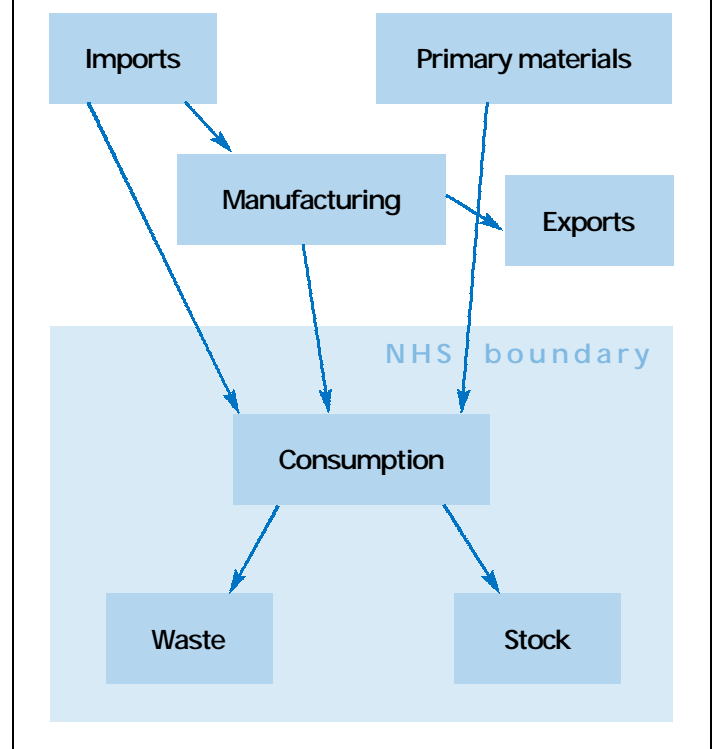 Imports
Primary materials
Manufacturing
Exports
NHS boundary
Consumption
Waste
Stock